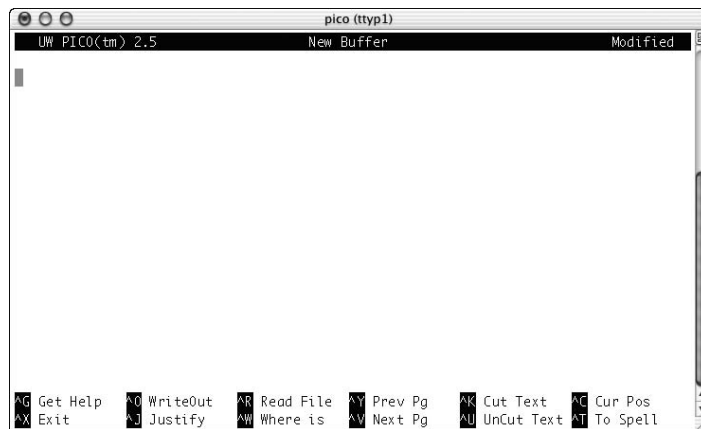 pico (ttyp1)
UW PICO(tm) 2.5 New Buffer Modified
^G Get Help ^O WriteOut ^R Read File ^Y Prev Pg ^K Cut Text ^C Cur Pos
^X Exit ^J Justify ^W Where is ^V Next Pg ^U UnCut Text ^T To Spell